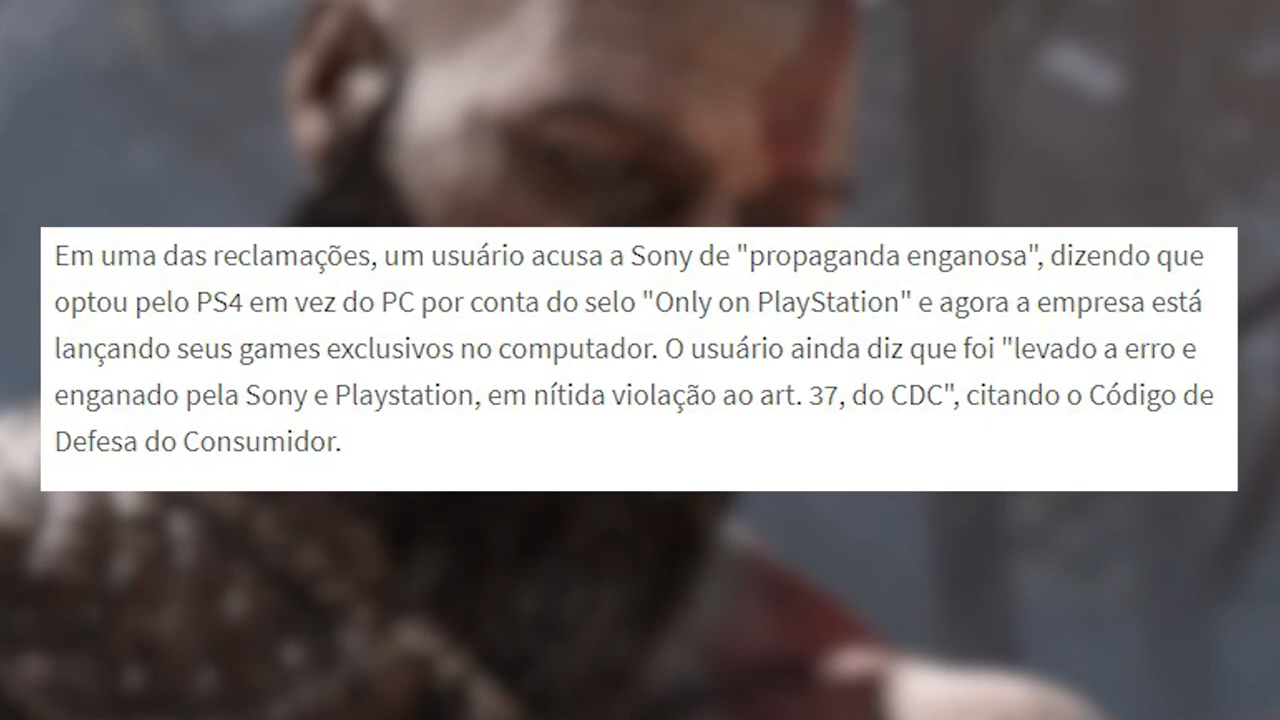 Em uma das reclamações, um usuário acusa a Sony de "propaganda enganosa", dizendo que
optou pelo PS4 em vez do PC por conta do selo "Only on PlayStation" e agora a empresa está
lançando seus games exclusivos no computador. O usuário ainda diz que foi "levado a erro e
enganado pela Sony e Playstation, em nítida violação ao art. 37, do CDC", citando o Código de
Defesa do Consumidor.